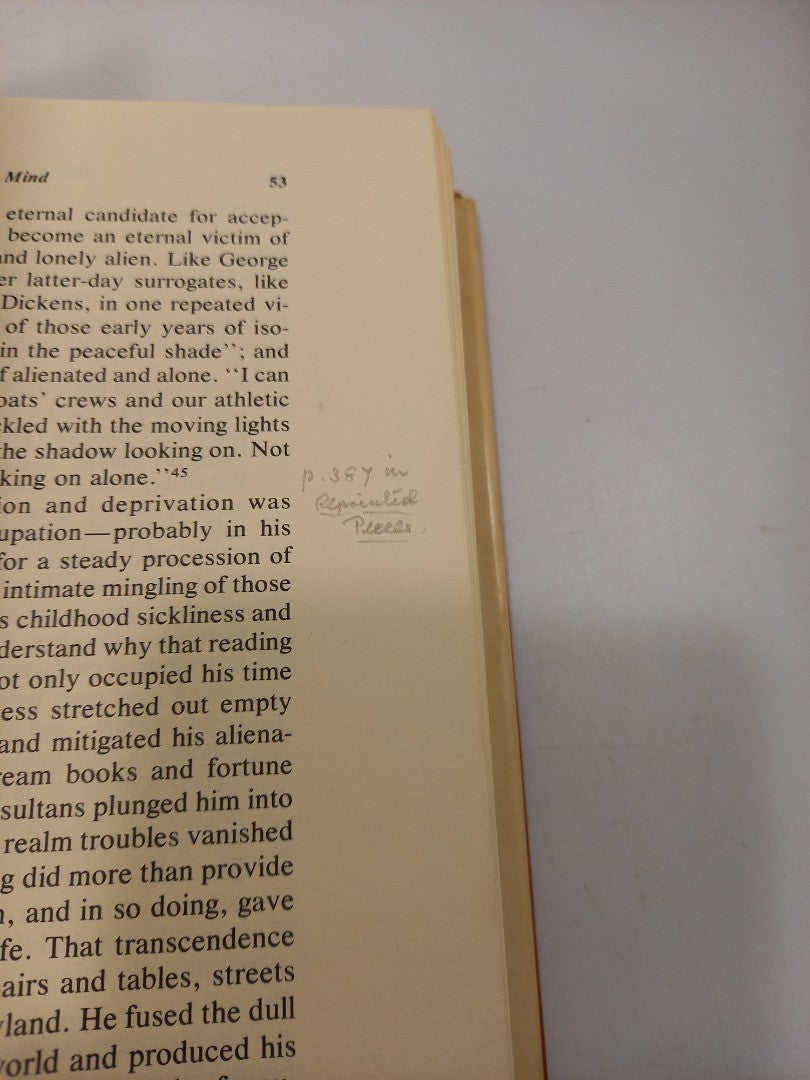 Mind 53
eternal candidate for accep-
become an eternal victim of
and lonely alien. Like George
er latter-day surrogates, like
Dickens, in one repeated vi-
of those early years of iso-
in the peaceful shade”; and
f alienated and alone. “I can
oats’ crews and our athletic
ckled with the moving lights
the shadow looking on. Not
king on alone.”45
p. 387 in
Reprinted
Pieces.
ion and deprivation was
upation—probably in his
for a steady procession of
intimate mingling of those
s childhood sickliness and
derstand why that reading
ot only occupied his time
ess stretched out empty
and mitigated his aliena-
ream books and fortune
sultans plunged him into
realm troubles vanished
g did more than provide
n, and in so doing, gave
fe. That transcendence
airs and tables, streets
yland. He fused the dull
world and produced his